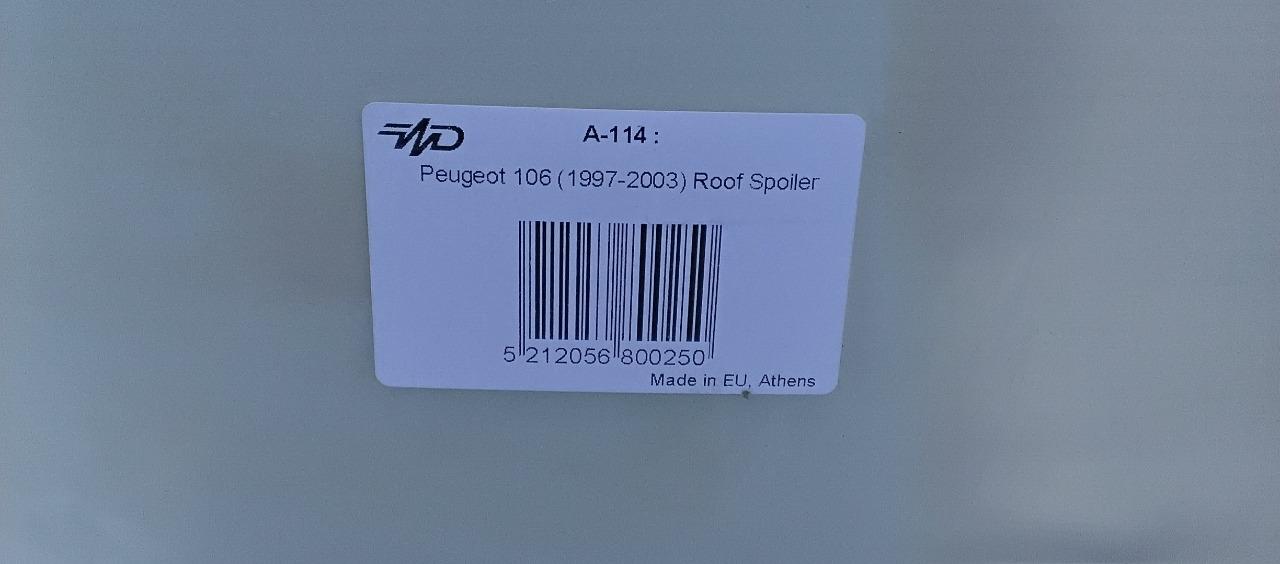 A-114 :
Peugeot 106 (1997-2003) Roof Spoiler
5 212056 800250
Made in EU, Athens